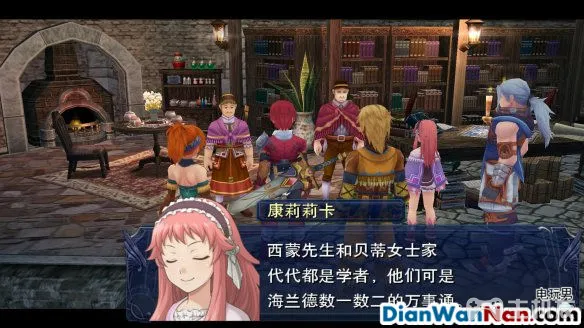 康莉莉卡
西蒙先生和贝蒂女士家
代代都是学者，他们可是
海兰德数一数二的万事通
电玩男
DianWanNan.com